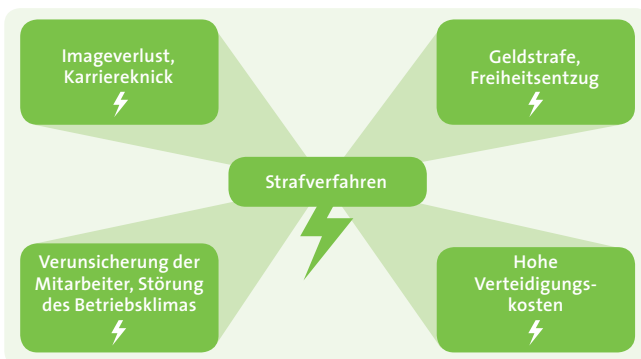 Imageverlust,
Karriereknick
Geldstrafe,
Freiheitsentzug
Strafverfahren
Verunsicherung der
Mitarbeiter, Störung
des Betriebsklimas
Hohe
Verteidigungs-
kosten